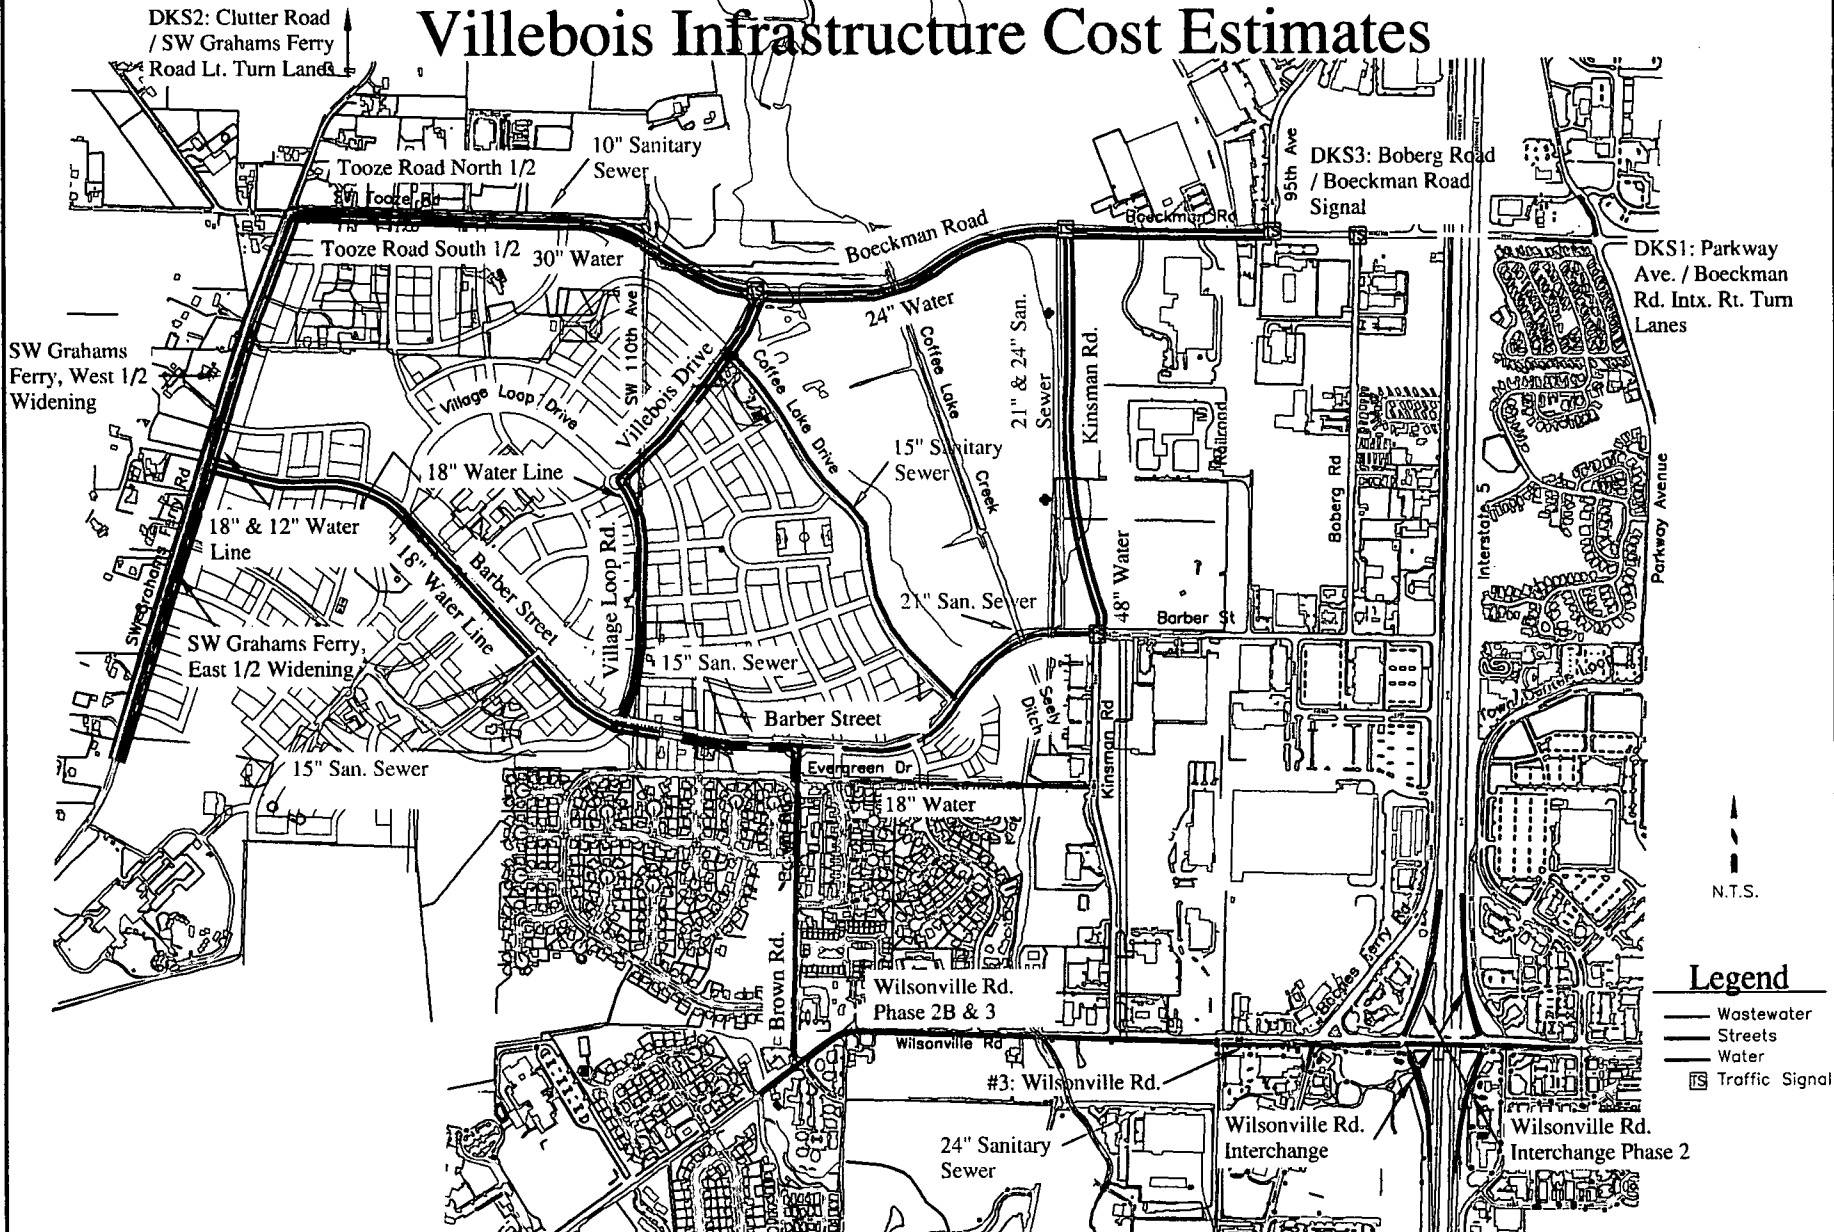 Villebois Infrastructure Cost Estimates
DKS2: Clutter Road
/ SW Grahams Ferry
Road Lt. Turn Lanes
10" Sanitary
Sewer
Tooze Road North 1/2
SW Tooze Rd
Tooze Road South 1/2
30" Water
Boeckman Road
24" Water
Boeckman Rd
95th Ave
DKS3: Boberg Road
/ Boeckman Road
Signal
DKS1: Parkway
Ave. / Boeckman
Rd. Intx. Rt. Turn
Lanes
SW Grahams
Ferry, West 1/2
Widening
SW 110th Ave
Villebois Drive
Village Loop Drive
Coffee Lake Drive
Coffee Lake
Creek
21" & 24" San.
Sewer
Kinsman Rd.
Railroad
Boberg Rd
Interstate 5
Parkway Avenue
18" Water Line
15" Sanitary
Sewer
18" & 12" Water
Line
SW Grahams Ferry Rd
18" Water Line
Barber Street
Village Loop Rd.
48" Water
21" San. Sewer
Barber St
SW Grahams Ferry,
East 1/2 Widening
15" San. Sewer
Seely
Ditch
Kinsman Rd
Town Center Loop
Barber Street
15" San. Sewer
Evergreen Dr
18" Water
N.T.S.
Brown Rd.
Boones Ferry Rd
Wilsonville Rd.
Phase 2B & 3
Wilsonville Rd
#3: Wilsonville Rd.
24" Sanitary
Sewer
Wilsonville Rd.
Interchange
Wilsonville Rd.
Interchange Phase 2
Legend
Wastewater
Streets
Water
TS Traffic Signal